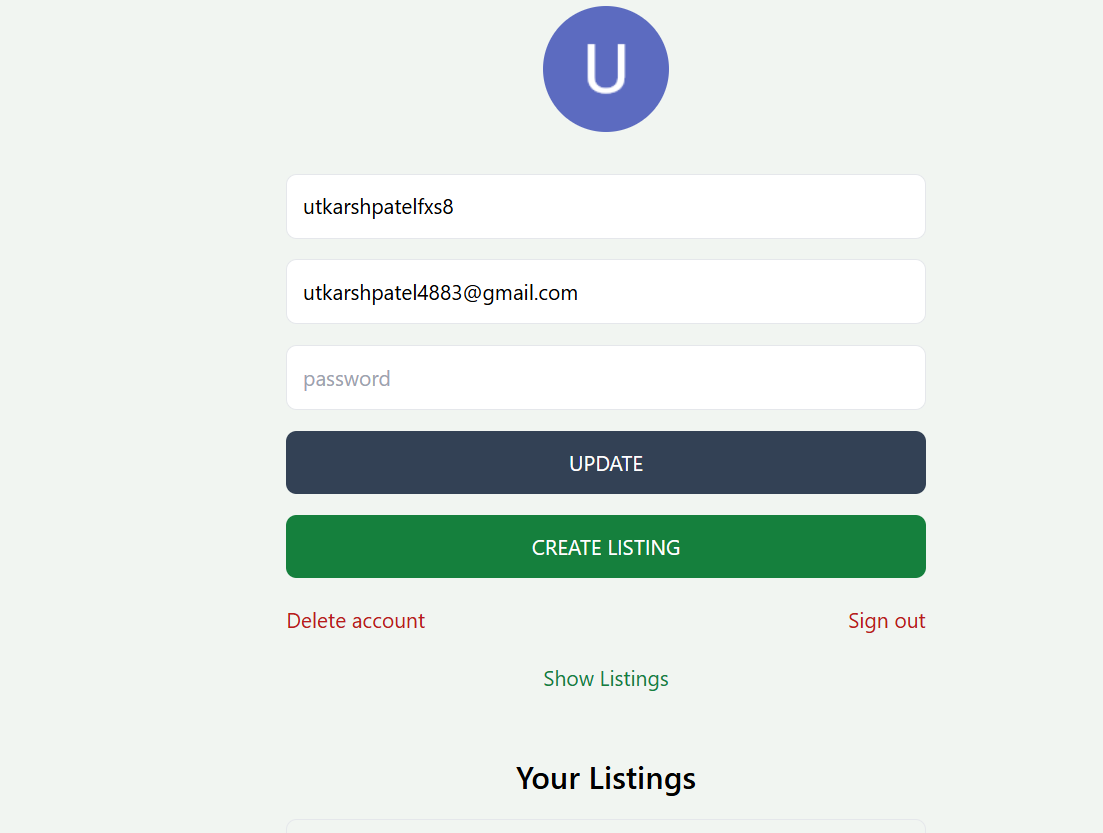 U
utkarshpatelfxs8
utkarshpatel4883@gmail.com
password
UPDATE
CREATE LISTING
Delete account Sign out
Show Listings
Your Listings